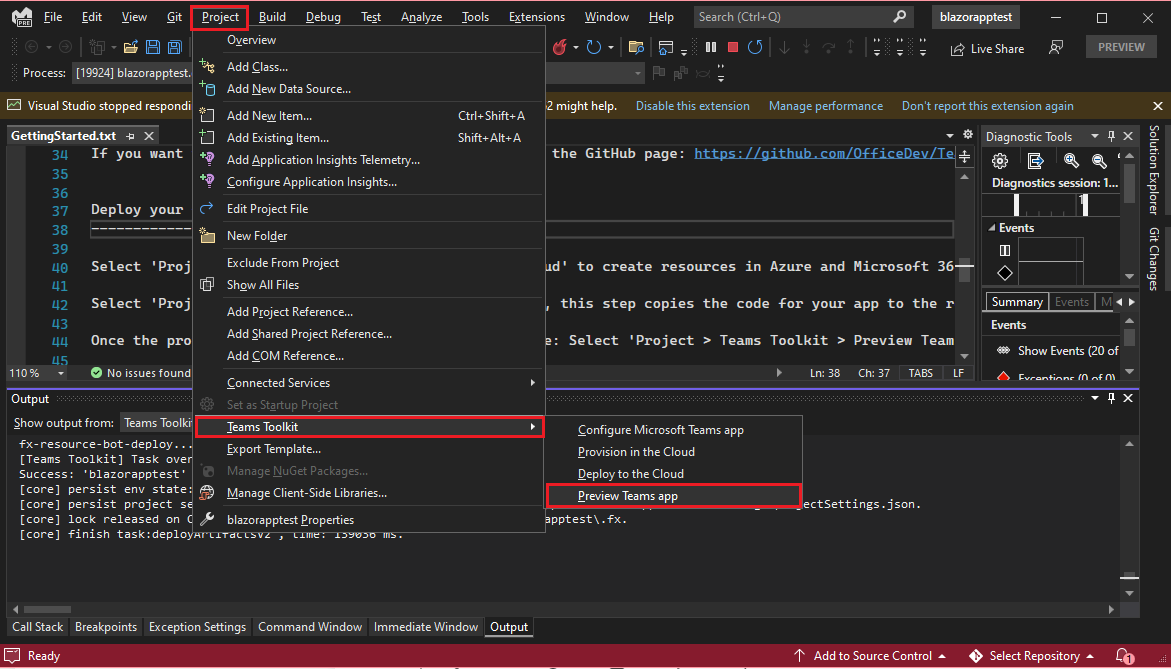 File Edit View Git Project Build Debug Test Analyze Tools Extensions Window Help Search (Ctrl+Q) blazorapptest
Live Share PREVIEW
Process: [19924] blazorapptest.
Visual Studio stopped respondi 2 might help. Disable this extension Manage performance Don't report this extension again
Overview
Add Class...
Add New Data Source...
Add New Item... Ctrl+Shift+A
Add Existing Item... Shift+Alt+A
Add Application Insights Telemetry...
Configure Application Insights...
Edit Project File
New Folder
Exclude From Project
Show All Files
Add Project Reference...
Add Shared Project Reference...
Add COM Reference...
Connected Services
Set as Startup Project
Teams Toolkit
Export Template...
Manage NuGet Packages...
Manage Client-Side Libraries...
blazorapptest Properties
Configure Microsoft Teams app
Provision in the Cloud
Deploy to the Cloud
Preview Teams app
GettingStarted.txt
34 If you want the GitHub page: https://github.com/OfficeDev/Te
35
36
37 Deploy your
38 ------------
39
40 Select 'Proj ud' to create resources in Azure and Microsoft 36
41
42 Select 'Proj , this step copies the code for your app to the r
43
44 Once the pro e: Select 'Project > Teams Toolkit > Preview Team
45
110 % No issues found Ln: 38 Ch: 37 TABS LF
Diagnostic Tools
Diagnostics session: 1...
Events
Summary Events M
Events
Show Events (20 of
Exceptions (0 of 0)
Solution Explorer
Git Changes
Output
Show output from: Teams Toolki
fx-resource-bot-deploy...
[Teams Toolkit] Task over
Success: 'blazorapptest'
[core] persist env state:
[core] persist project se jectSettings.json.
[core] lock released on C apptest\.fx.
[core] finish task:deployArtifactsV2 , time: 139036 ms.
Call Stack Breakpoints Exception Settings Command Window Immediate Window Output
Ready Add to Source Control Select Repository 1